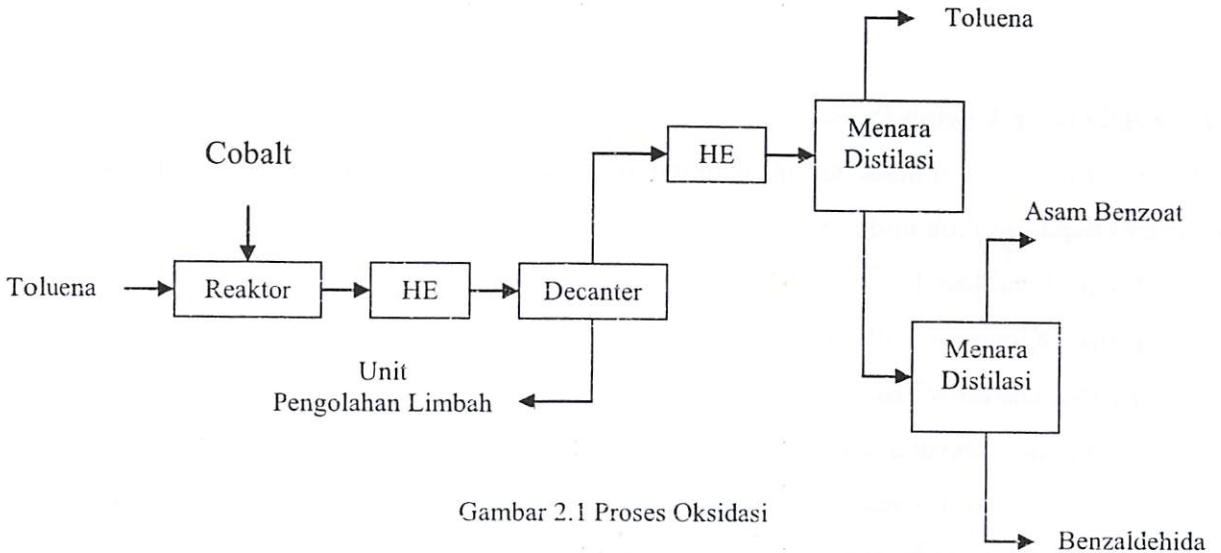 Toluena
Menara
Distilasi
HE
Cobalt
Asam Benzoat
Toluena
Reaktor
HE
Decanter
Menara
Distilasi
Unit
Pengolahan Limbah
Gambar 2.1 Proses Oksidasi
Benzaldehida